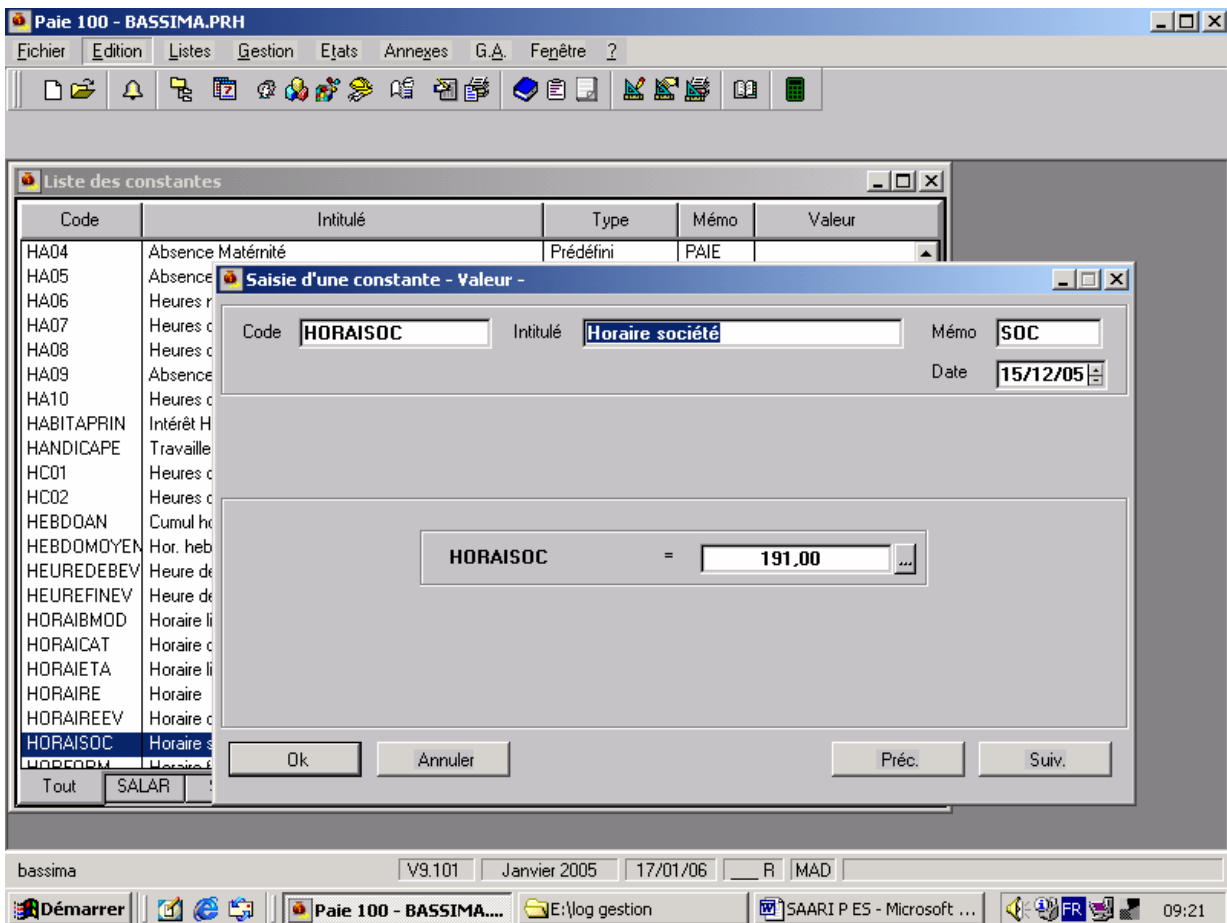 Paie 100 - BASSIMA.PRH
Fichier Edition Listes Gestion Etats Annexes G.A. Fenêtre ?
Liste des constantes
Code Intitulé Type Mémo Valeur
HA04 Absence Matérnité Prédéfini PAIE
HA05 Absence
Saisie d'une constante - Valeur -
HA06 Heures
Code HORAISOC Intitulé Horaire société Mémo SOC
HA07 Heures
HA08 Heures
Date 15/12/05
HA09 Absence
HA10 Heures
HABITAPRIN Intérêt H
HANDICAPE Travaille
HC01 Heures
HC02 Heures
HEBDOAN Cumul
HEBDOMOYEN Hor. heb
HORAISOC = 191,00 ...
HEUREDEBEV Heure
HEUREFINEV Heure
HORAIBMOD Horaire
HORAICAT Horaire
HORAIETA Horaire
HORAIRE Horaire
HORAIREEV Horaire
HORAISOC Horaire s
Ok Annuler Préc. Suiv.
HORFORM Horaire
Tout SALAR
bassima V9.101 Janvier 2005 17/01/06 ___ R MAD
Démarrer Paie 100 - BASSIMA.... E:\log gestion SAARI P ES - Microsoft ... FR 09:21